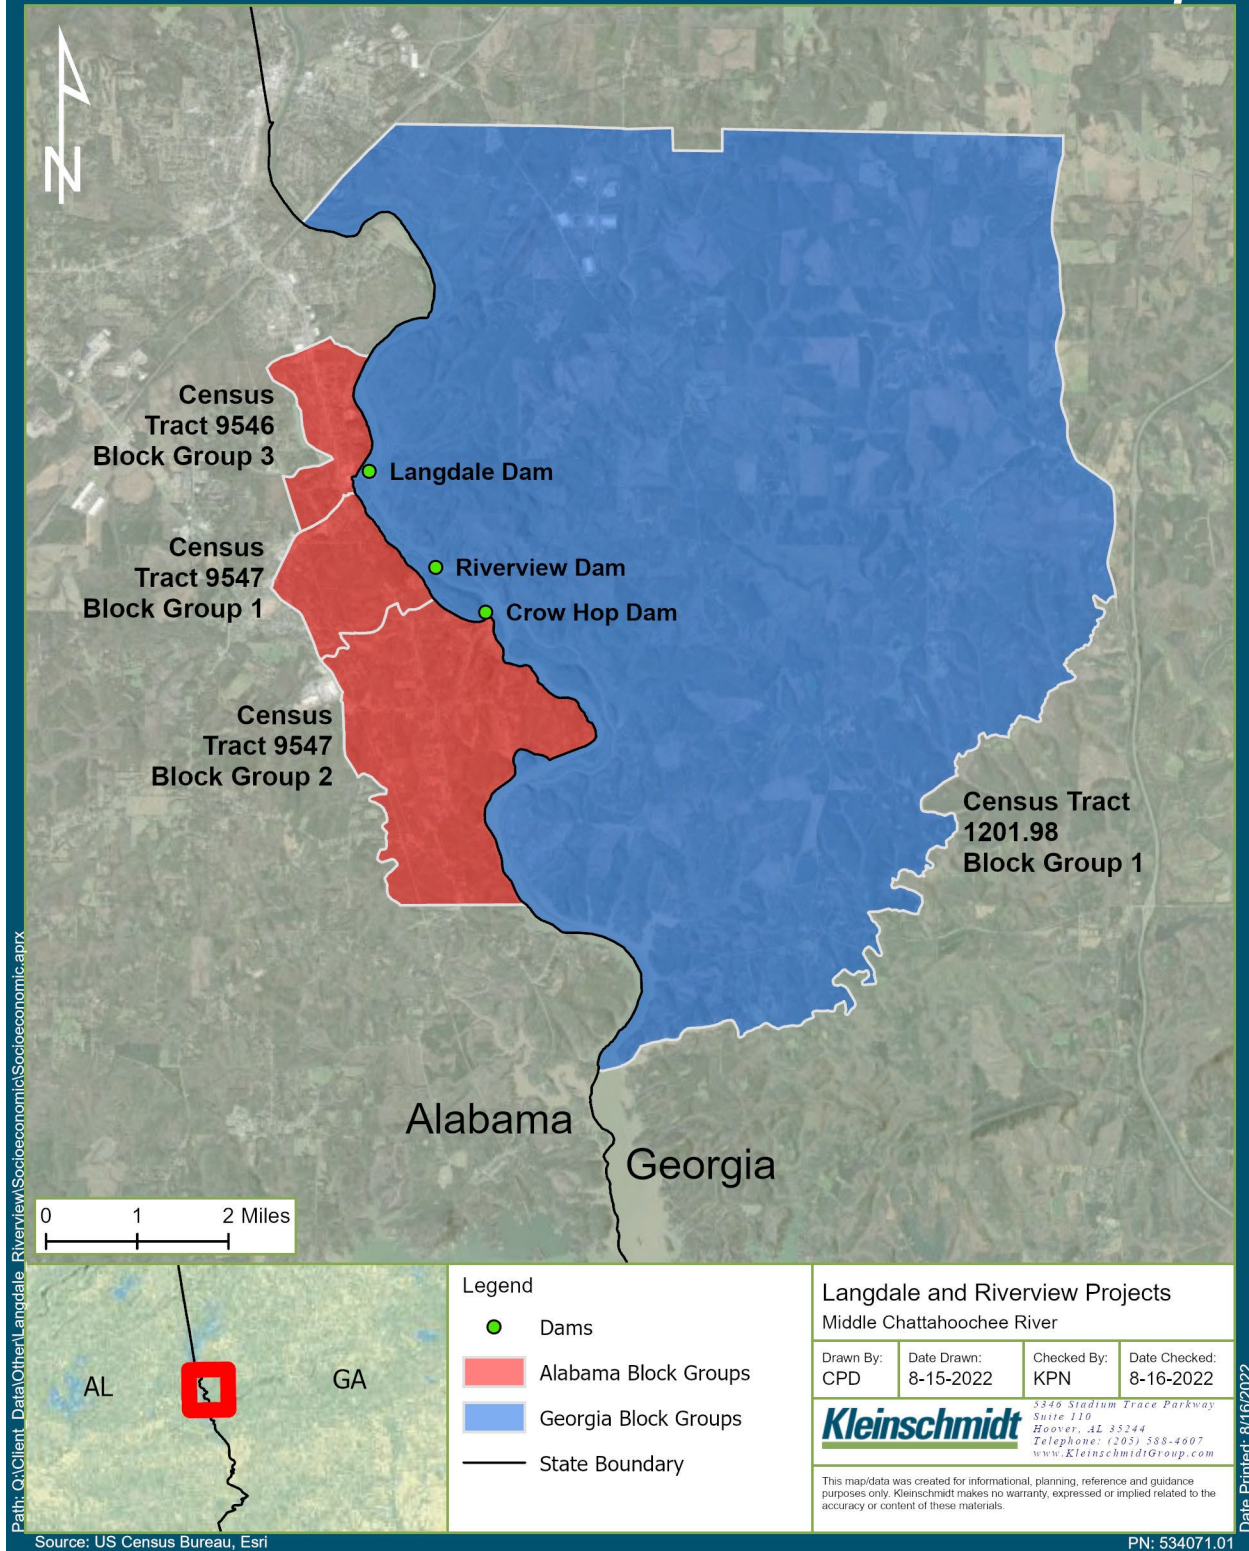 N
Census
Tract 9546
Block Group 3
Langdale Dam
Census
Tract 9547
Block Group 1
Riverview Dam
Crow Hop Dam
Census
Tract 9547
Block Group 2
Census Tract
1201.98
Block Group 1
Alabama
Georgia
0 1 2 Miles
AL
GA
Legend
Dams
Alabama Block Groups
Georgia Block Groups
State Boundary
Langdale and Riverview Projects
Middle Chattahoochee River
Drawn By:
CPD
Date Drawn:
8-15-2022
Checked By:
KPN
Date Checked:
8-16-2022
Kleinschmidt
5346 Stadium Trace Parkway
Suite 110
Hoover, AL 35244
Telephone: (205) 588-4607
www.KleinschmidtGroup.com
This map/data was created for informational, planning, reference and guidance
purposes only. Kleinschmidt makes no warranty, expressed or implied related to the
accuracy or content of these materials.
Path: Q:\Client_Data\Other\Langdale_Riverview\Socioeconomic\Socioeconomic.aprx
Date Printed: 8/16/2022
Source: US Census Bureau, Esri
PN: 534071.01